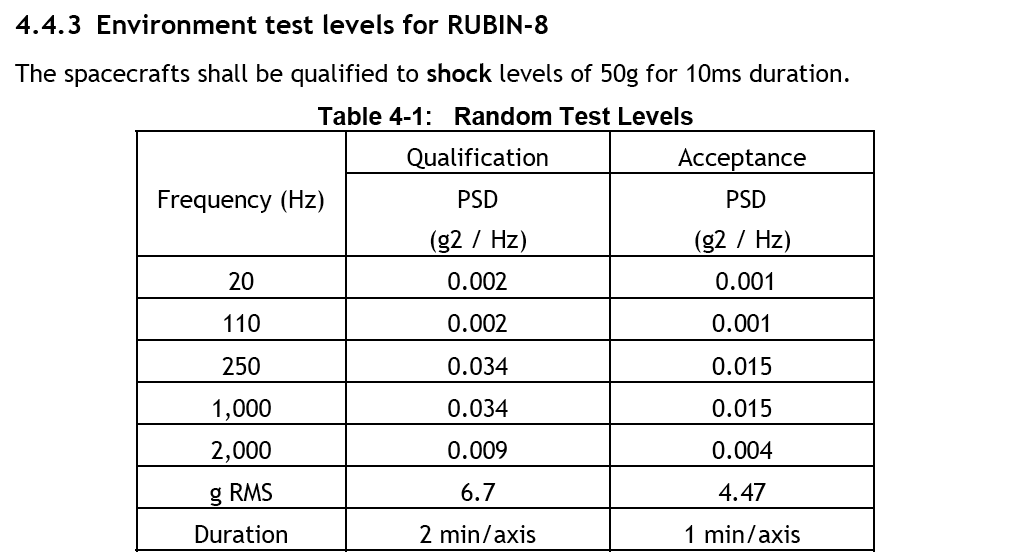 4.4.3 Environment test levels for RUBIN-8
The spacecrafts shall be qualified to shock levels of 50g for 10ms duration.
Table 4-1: Random Test Levels
Frequency (Hz) Qualification Acceptance
PSD PSD
(g2 / Hz) (g2 / Hz)
20 0.002 0.001
110 0.002 0.001
250 0.034 0.015
1,000 0.034 0.015
2,000 0.009 0.004
g RMS 6.7 4.47
Duration 2 min/axis 1 min/axis